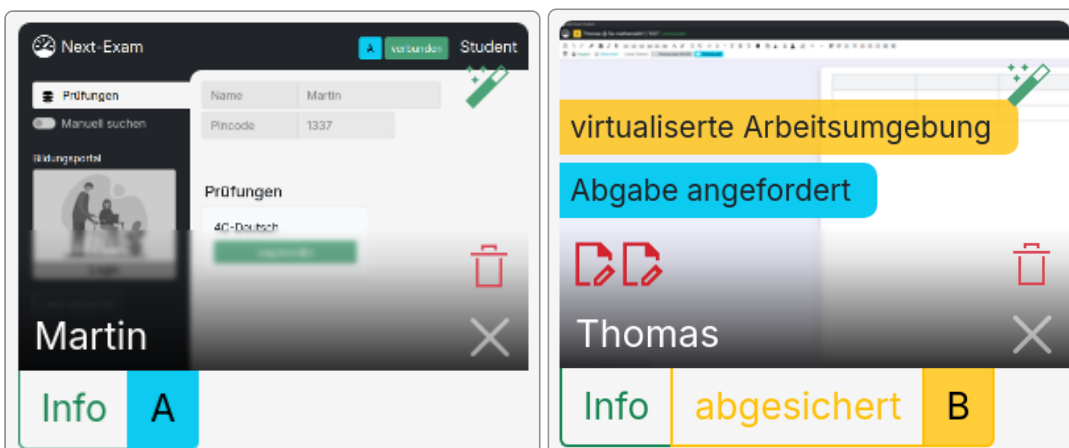 Next-Exam
A verbunden Student
Prüfungen
Manuell suchen
Bildungsportal
Name Martin
Pincode 1337
Prüfungen
4C-Deutsch
Martin
Info A
virtualiserte Arbeitsumgebung
Abgabe angefordert
Thomas
Info abgesichert B